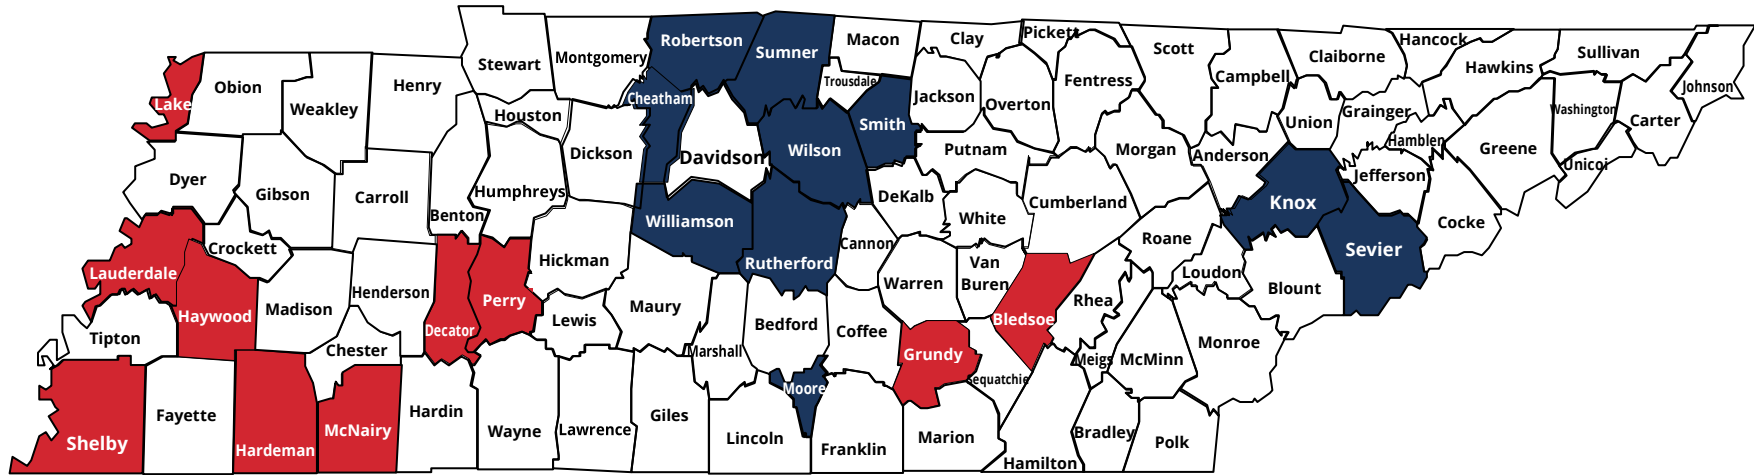 Stewart
Montgomery
Robertson
Sumner
Macon
Clay
Pickett
Scott
Claiborne
Hancock
Hawkins
Sullivan
Johnson
Lake
Obion
Weakley
Henry
Houston
Cheatham
Trousdale
Jackson
Overton
Fentress
Campbell
Union
Grainger
Hamblen
Washington
Carter
Dyer
Gibson
Carroll
Benton
Humphreys
Dickson
Davidson
Wilson
Smith
Putnam
Morgan
Anderson
Jefferson
Greene
Unicoi
Crockett
Williamson
DeKalb
White
Cumberland
Knox
Cocke
Lauderdale
Hickman
Rutherford
Cannon
Roane
Sevier
Haywood
Madison
Henderson
Decator
Perry
Lewis
Maury
Warren
Van
Buren
Rhea
Loudon
Blount
Tipton
Chester
Bedford
Coffee
Bledsoe
Marshall
Grundy
Sequatchie
Meigs
McMinn
Monroe
Moore
Shelby
Fayette
Hardeman
McNairy
Hardin
Wayne
Lawrence
Giles
Lincoln
Franklin
Marion
Hamilton
Bradley
Polk